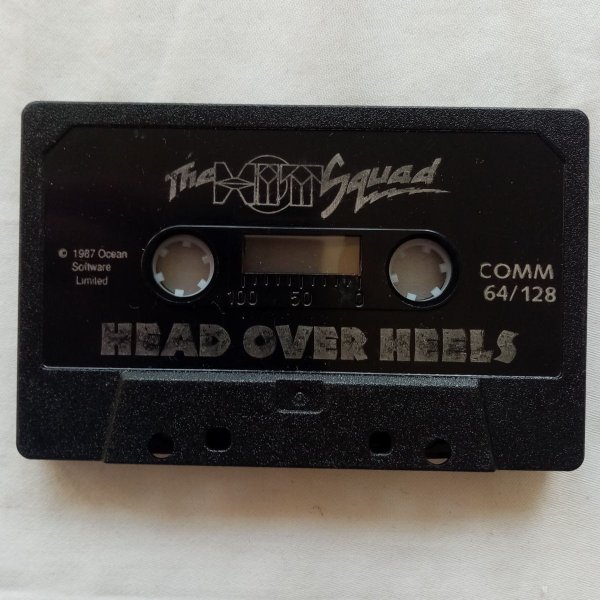 The HIT Squad
© 1987 Ocean
Software
Limited
100 50 0
COMM
64/128
HEAD OVER HEELS